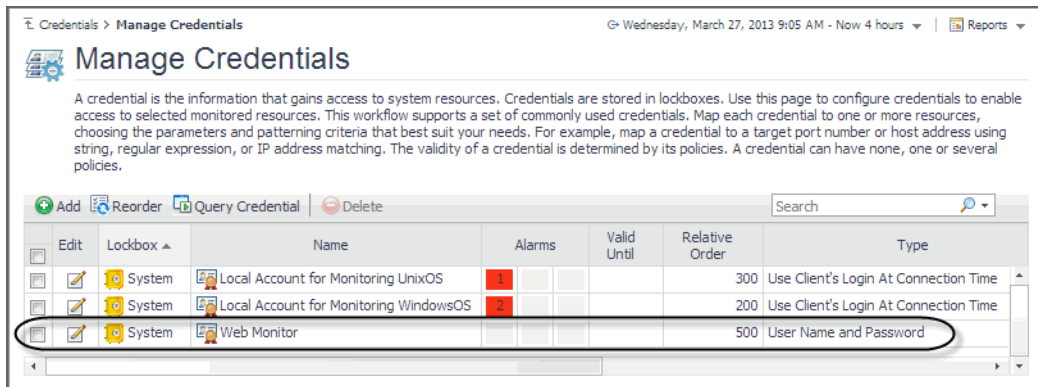 Credentials > Manage Credentials
Wednesday, March 27, 2013 9:05 AM - Now 4 hours
Reports
Manage Credentials
A credential is the information that gains access to system resources. Credentials are stored in lockboxes. Use this page to configure credentials to enable
access to selected monitored resources. This workflow supports a set of commonly used credentials. Map each credential to one or more resources,
choosing the parameters and patterning criteria that best suit your needs. For example, map a credential to a target port number or host address using
string, regular expression, or IP address matching. The validity of a credential is determined by its policies. A credential can have none, one or several
policies.
Add Reorder Query Credential Delete Search
Edit Lockbox Name Alarms Valid Until Relative Order Type
System Local Account for Monitoring UnixOS 1 300 Use Client's Login At Connection Time
System Local Account for Monitoring WindowsOS 2 200 Use Client's Login At Connection Time
System Web Monitor 500 User Name and Password